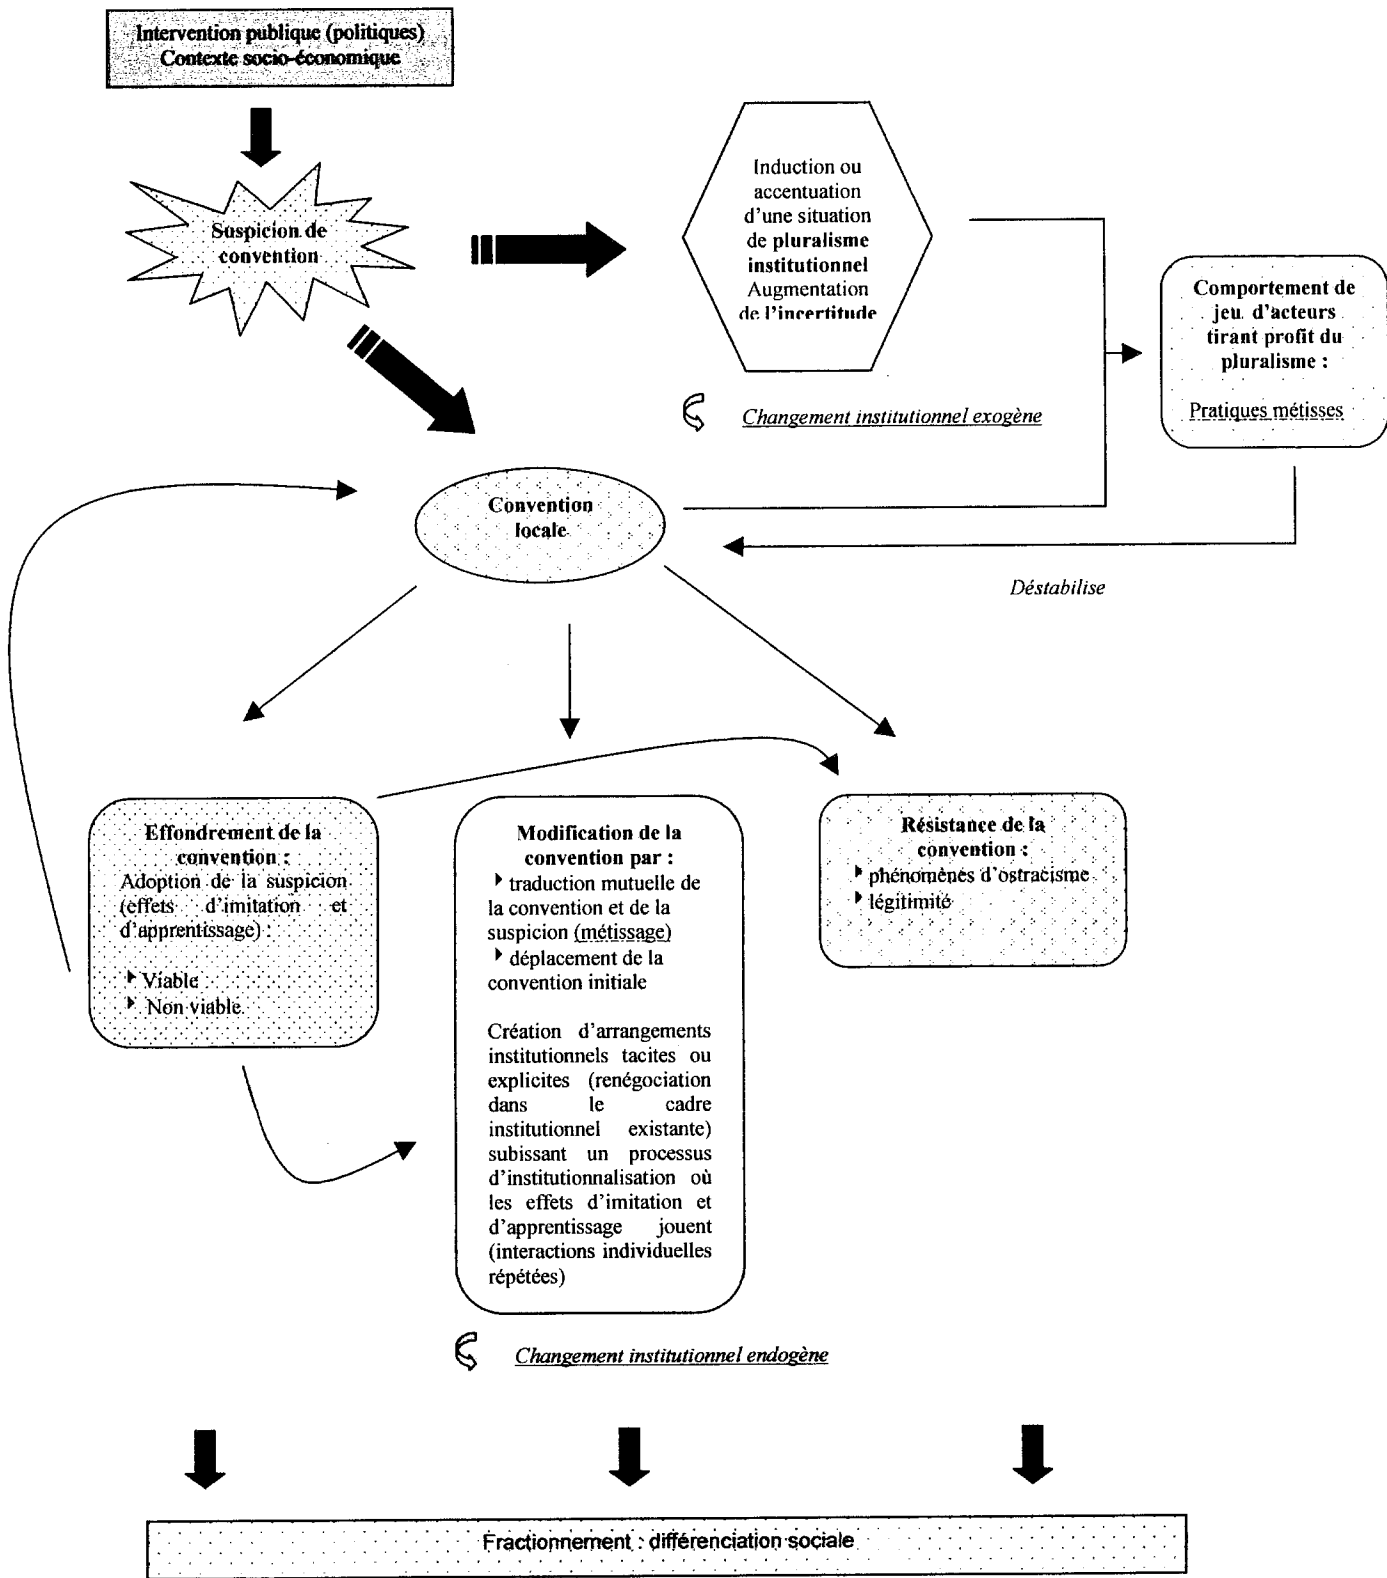 Intervention publique (politiques)
Contexte socio-économique
Suspicion de
convention
Induction ou
accentuation
d'une situation
de pluralisme
institutionnel
Augmentation
de l'incertitude
Changement institutionnel exogène
Comportement de
jeu d'acteurs
tirant profit du
pluralisme :
Pratiques métisses
Convention
locale
Déstabilise
Effondrement de la
convention :
Adoption de la suspicion
(effets d'imitation et
d'apprentissage) :
Viable
Non viable
Modification de la
convention par :
traduction mutuelle de
la convention et de la
suspicion (métissage)
déplacement de la
convention initiale
Création d'arrangements
institutionnels tacites ou
explicites (renégociation
dans le cadre
institutionnel existante)
subissant un processus
d'institutionnalisation où
les effets d'imitation et
d'apprentissage jouent
(interactions individuelles
répétées)
Résistance de la
convention :
phénomènes d'ostracisme
légitimité
Changement institutionnel endogène
Fractionnement : différenciation sociale